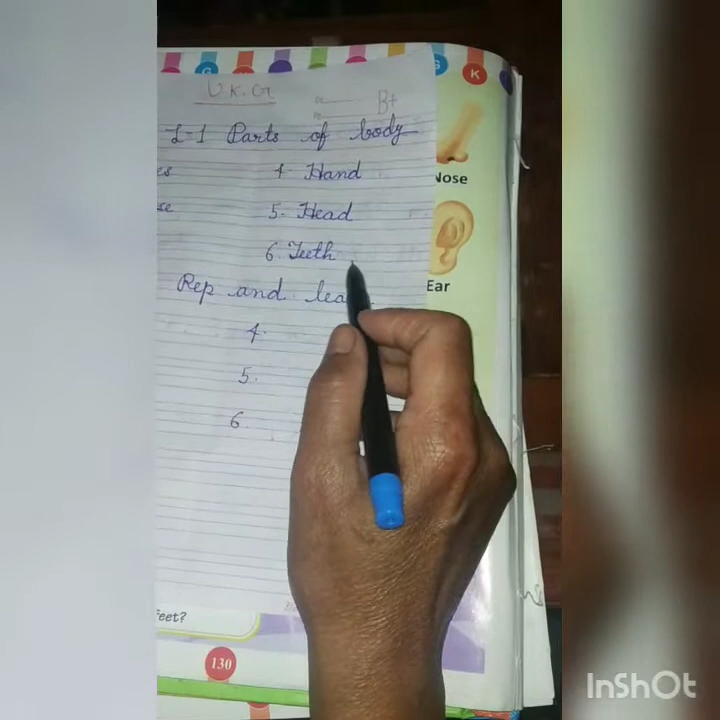 U.K.G
B+
L-1 Parts of body
es 4. Hand
se 5. Head
6. Teeth
Rep and
4.
5.
6
Nose
Ear
feet?
130
G
K
InShOt